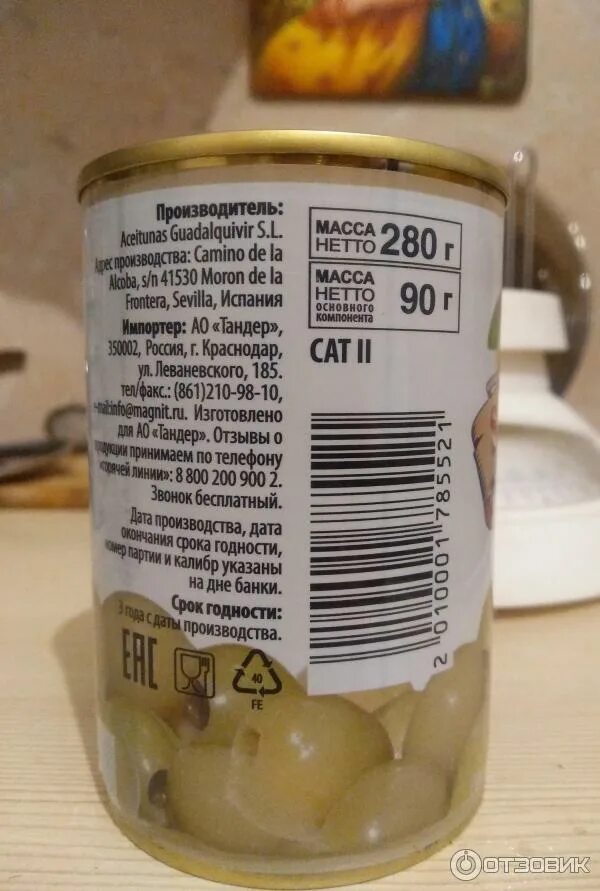 Производитель:
Aceitunas Guadalquivir S.L.
Адрес производства: Camino de la
Alcoba, s/n 41530 Moron de la
Frontera, Sevilla, Испания
Импортер: АО «Тандер»,
350002, Россия, г. Краснодар,
ул. Леваневского, 185.
тел/факс.: (861)210-98-10,
e-mail:info@magnit.ru. Изготовлено
для АО «Тандер». Отзывы о
продукции принимаем по телефону
«горячей линии»: 8 800 200 900 2.
Звонок бесплатный.
Дата производства, дата
окончания срока годности,
номер партии и калибр указаны
на дне банки.
Срок годности:
3 года с даты производства.
EAC
40
FE
МАССА
НЕТТО 280 г
МАССА
НЕТТО
ОСНОВНОГО
КОМПОНЕНТА
90 г
CAT II
2 010001 785521
ОТЗОВИК